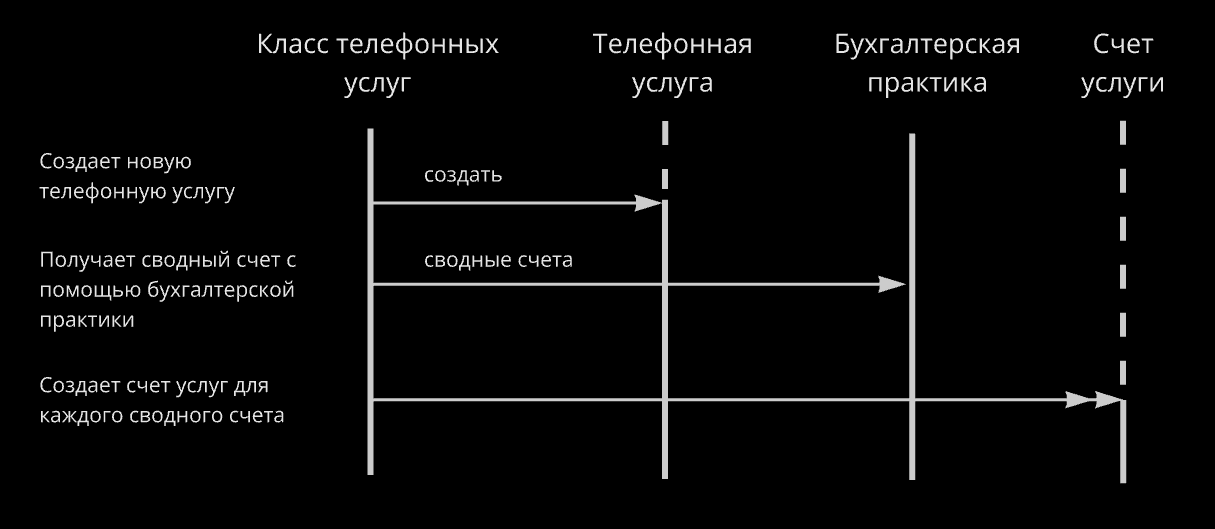 Класс телефонных
услуг
Телефонная
услуга
Бухгалтерская
практика
Счет
услуги
Создает новую
телефонную услугу
создать
Получает сводный счет с
помощью бухгалтерской
практики
сводные счета
Создает счет услуг для
каждого сводного счета